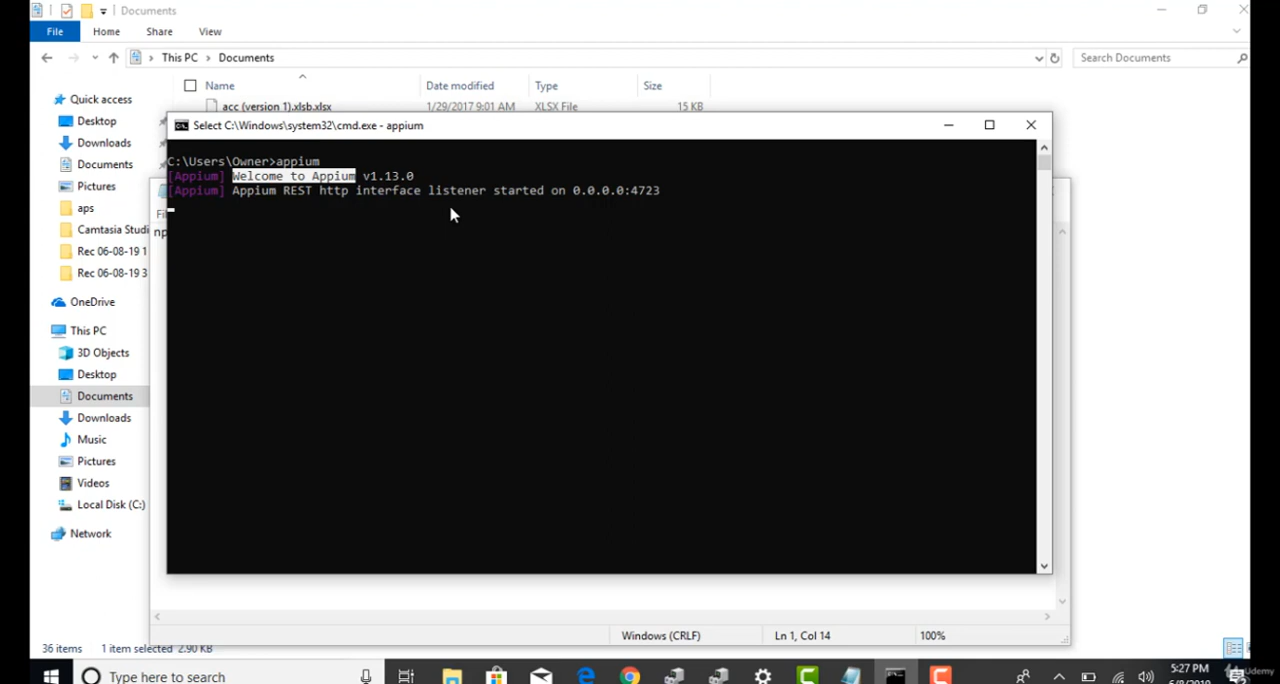 Documents
File Home Share View
This PC > Documents
Search Documents
Name Date modified Type Size
acc (version 1).xlsb.xlsx 1/29/2017 9:01 AM XLSX File 15 KB
Quick access
Desktop
Downloads
Documents
Pictures
aps
Camtasia Studi
Rec 06-08-19 1
Rec 06-08-19 3
OneDrive
This PC
3D Objects
Desktop
Documents
Downloads
Music
Pictures
Videos
Local Disk (C:)
Network
Select C:\Windows\system32\cmd.exe - appium
C:\Users\Owner>appium
[Appium] Welcome to Appium v1.13.0
[Appium] Appium REST http interface listener started on 0.0.0.0:4723
Fi
np
Windows (CRLF) Ln 1, Col 14 100%
36 items 1 item selected 2.90 KB
Type here to search
5:27 PM
Udemy